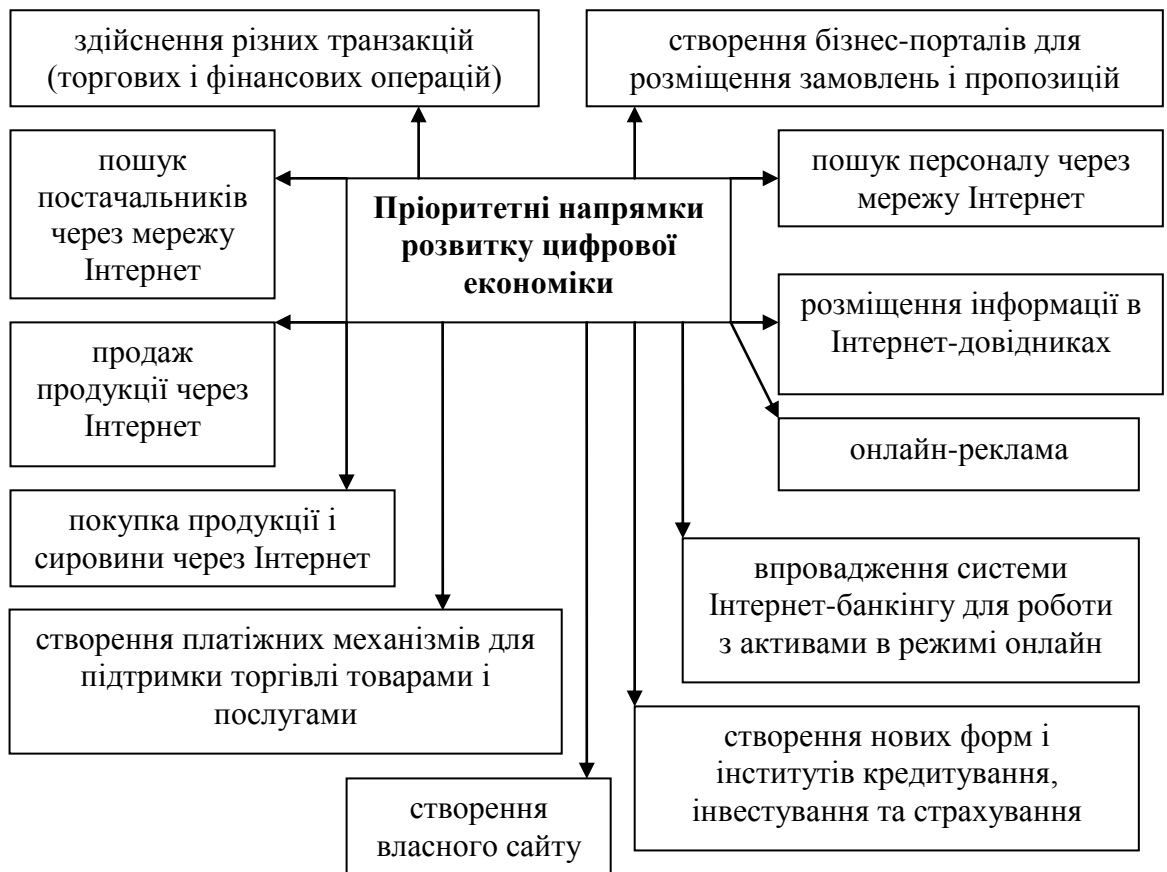 здійснення різних транзакцій
(торгових і фінансових операцій)
створення бізнес-порталів для
розміщення замовлень і пропозицій
пошук
постачальників
через мережу
Інтернет
Пріоритетні напрямки
розвитку цифрової
економіки
пошук персоналу через
мережу Інтернет
розміщення інформації в
Інтернет-довідниках
продаж
продукції через
Інтернет
онлайн-реклама
покупка продукції і
сировини через Інтернет
впровадження системи
Інтернет-банкінгу для роботи
з активами в режимі онлайн
створення платіжних механізмів для
підтримки торгівлі товарами і
послугами
створення нових форм і
інститутів кредитування,
інвестування та страхування
створення
власного сайту